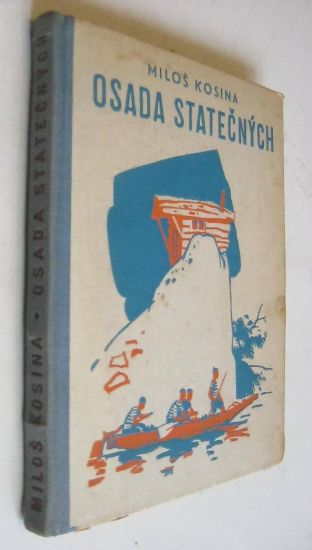 MILOŠ KOSINA
OSADA STATEČNÝCH
MILOŠ KOSINA • OSADA STATEČNÝCH